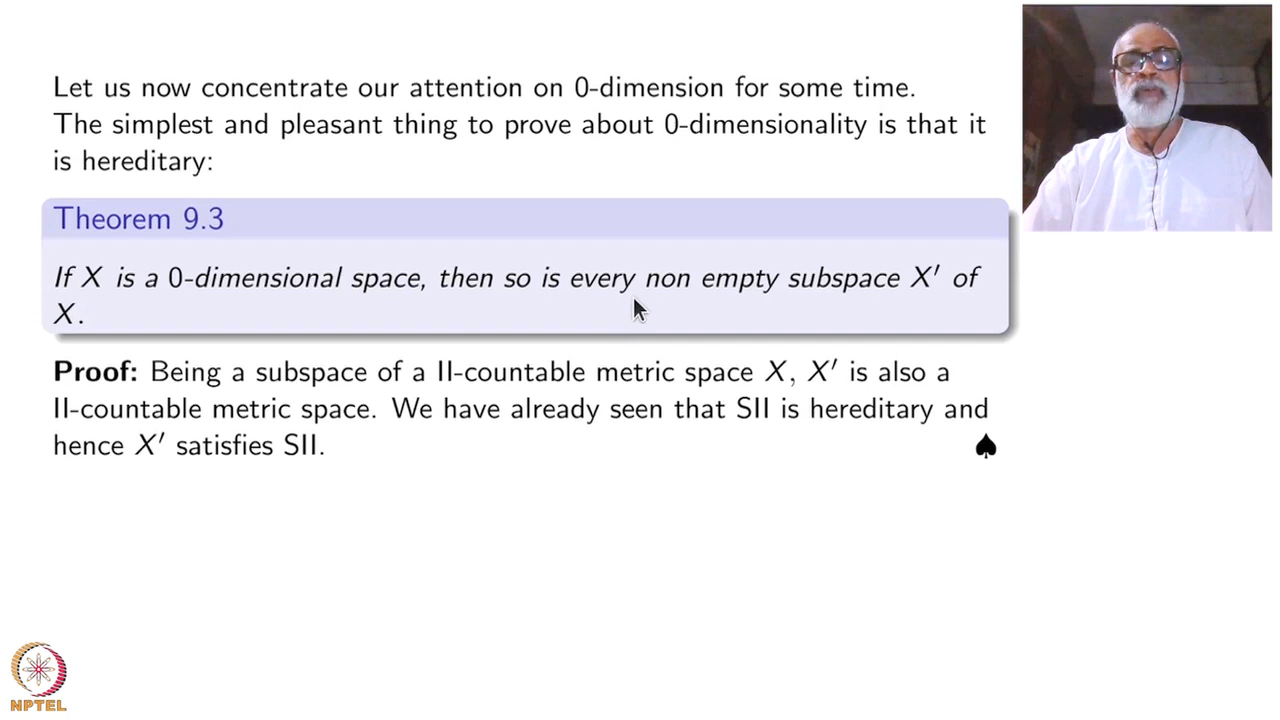 Let us now concentrate our attention on 0-dimension for some time.
The simplest and pleasant thing to prove about 0-dimensionality is that it
is hereditary:
Theorem 9.3
If X is a 0-dimensional space, then so is every non empty subspace X′ of
X.
Proof: Being a subspace of a II-countable metric space X, X′ is also a
II-countable metric space. We have already seen that SII is hereditary and
hence X′ satisfies SII. ♠
NPTEL